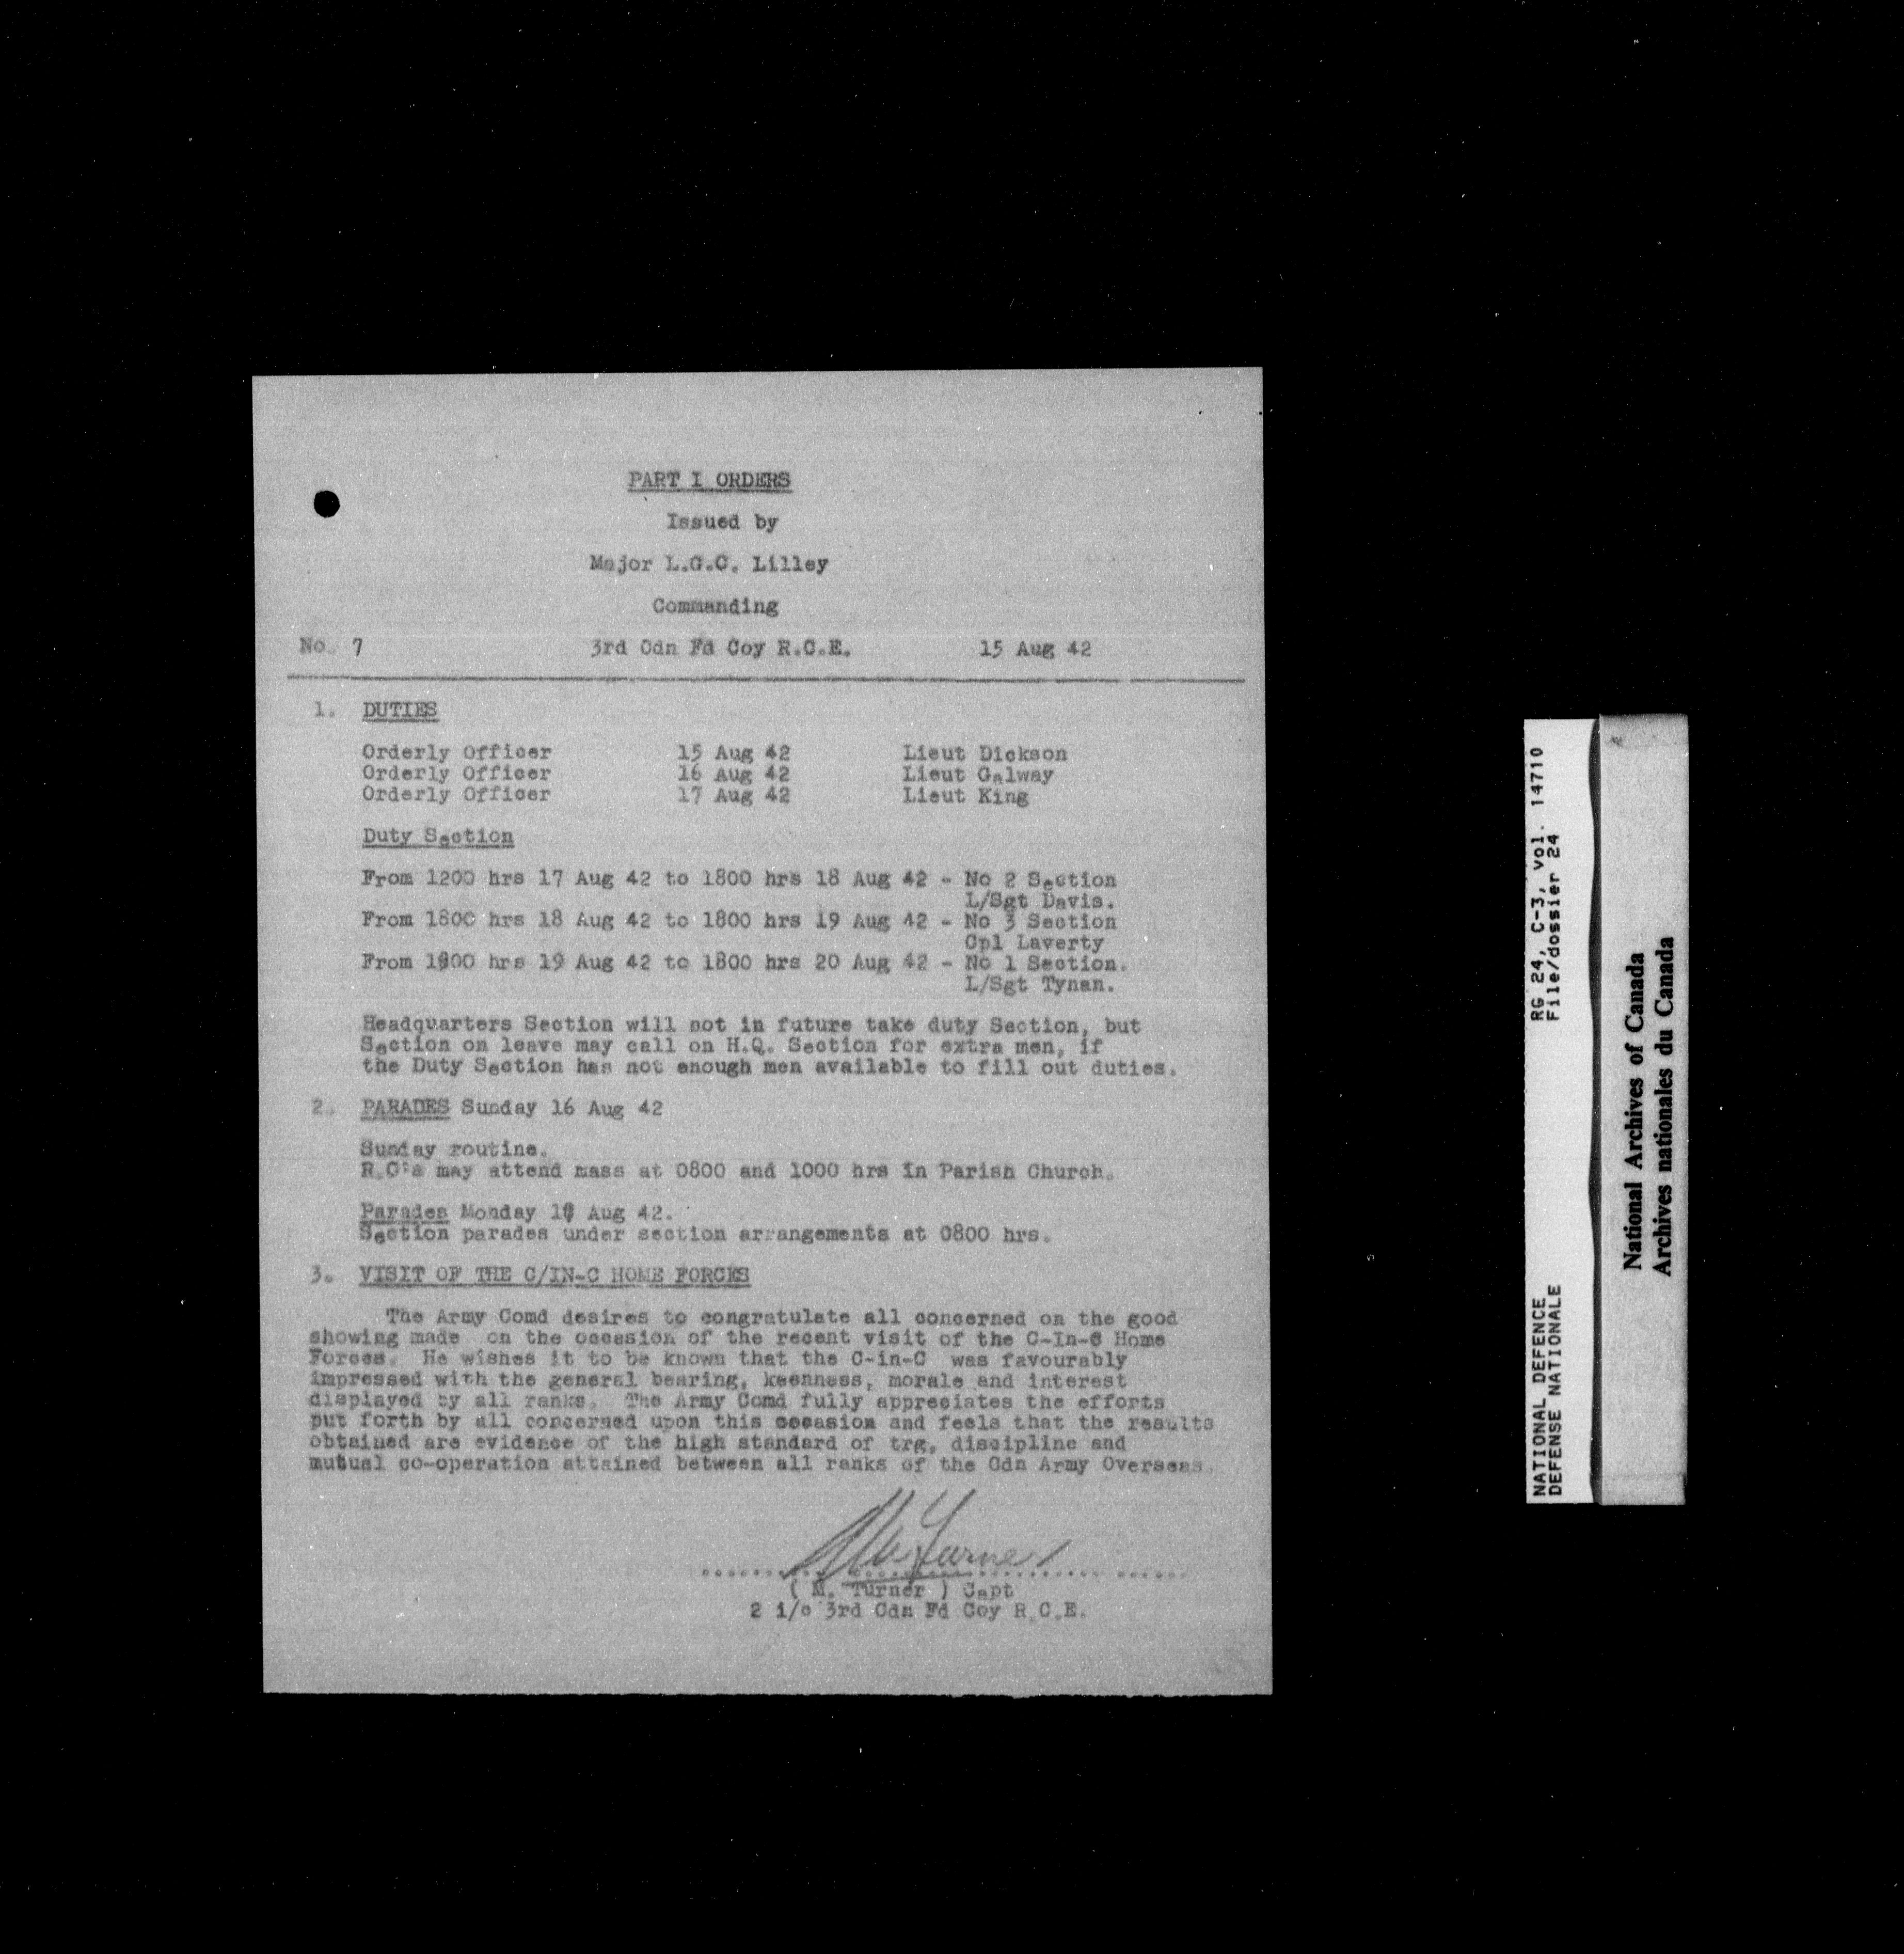 PART I ORDERS
Issued by
Major L.G.C. Lilley
Commanding
No. 7 3rd Cdn Fd Coy R.C.E. 15 Aug 42
1. DUTIES
Orderly Officer 15 Aug 42 Lieut Dickson
Orderly Officer 16 Aug 42 Lieut Galway
Orderly Officer 17 Aug 42 Lieut King
Duty Section
From 1200 hrs 17 Aug 42 to 1800 hrs 18 Aug 42 - No 2 Section
L/Sgt Davis.
From 1800 hrs 18 Aug 42 to 1800 hrs 19 Aug 42 - No 3 Section
Cpl Laverty
From 1800 hrs 19 Aug 42 to 1800 hrs 20 Aug 42 - No 1 Section.
L/Sgt Tynan.
Headquarters Section will not in future take duty Section, but
Section on leave may call on H.Q. Section for extra men, if
the Duty Section has not enough men available to fill out duties.
2. PARADES Sunday 16 Aug 42
Sunday routine.
R.C's may attend mass at 0800 and 1000 hrs in Parish Church.
Parades Monday Aug 42.
Section parades under section arrangements at 0800 hrs.
3. VISIT OF THE C/IN-C HOME FORCES
The Army Comd desires to congratulate all concerned on the good
showing made on the occasion of the recent visit of the C-In-C Home
Forces. He wishes it to be known that the C-in-C was favourably
impressed with the general bearing, keenness, morale and interest
displayed by all ranks. The Army Comd fully appreciates the efforts
put forth by all concerned upon this occasion and feels that the results
obtained are evidence of the high standard of trg, discipline and
mutual co-operation attained between all ranks of the Cdn Army Overseas.
M Turner
( M. Turner ) Capt
2 i/c 3rd Cdn Fd Coy R.C.E.
RG 24, C-3, Vol. 14710
File/dossier 24
NATIONAL DEFENCE
DEFENSE NATIONALE
National Archives of Canada
Archives nationales du Canada